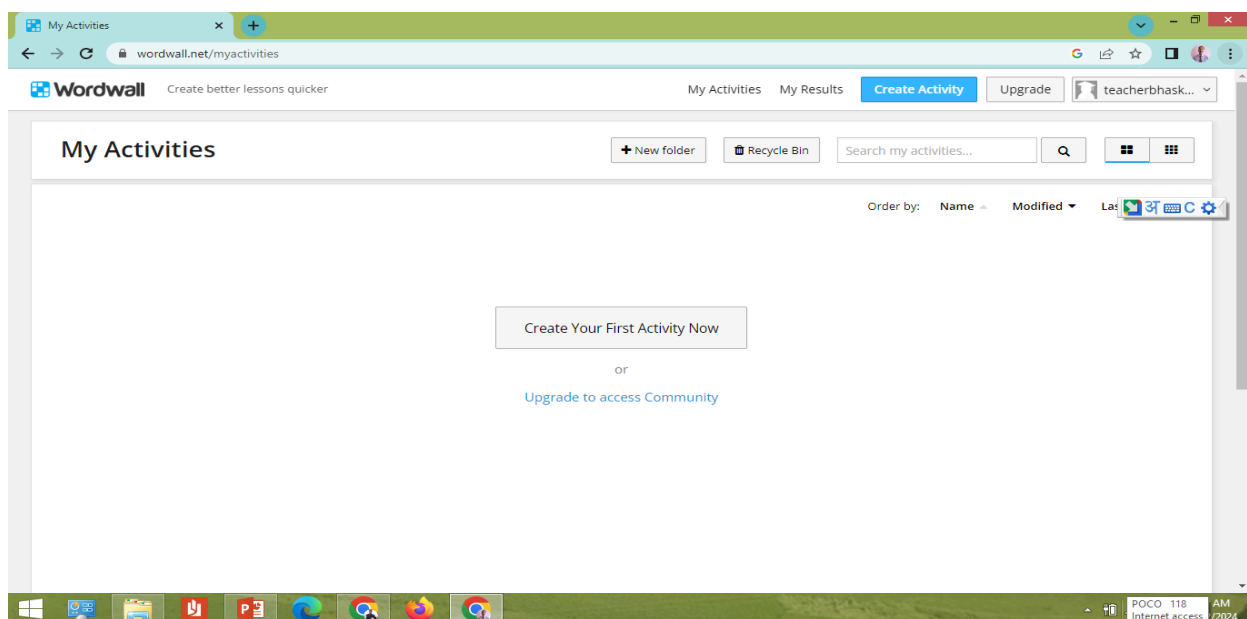 My Activities
wordwall.net/myactivities
Wordwall Create better lessons quicker My Activities My Results Create Activity Upgrade teacherbhask...
My Activities New folder Recycle Bin Search my activities...
Order by: Name Modified Las अ C
Create Your First Activity Now
or
Upgrade to access Community
POCO 118 AM
Internet access /2024